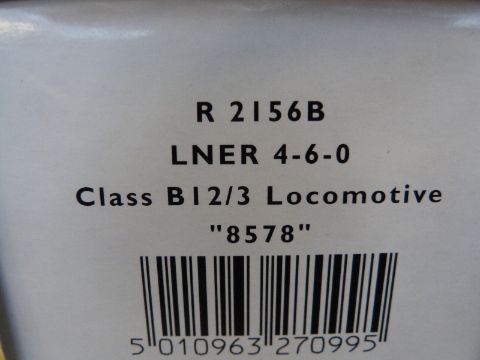 R 2156B
LNER 4-6-0
Class B12/3 Locomotive
"8578"
5 010963 270995